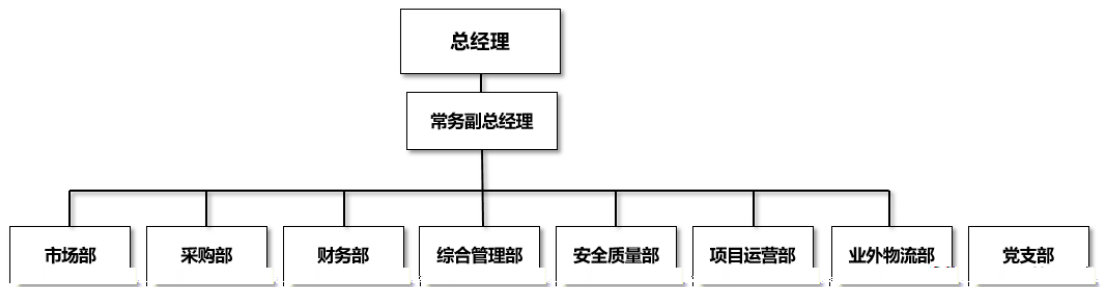 总经理
常务副总经理
市场部
采购部
财务部
综合管理部
安全质量部
项目运营部
业外物流部
党支部